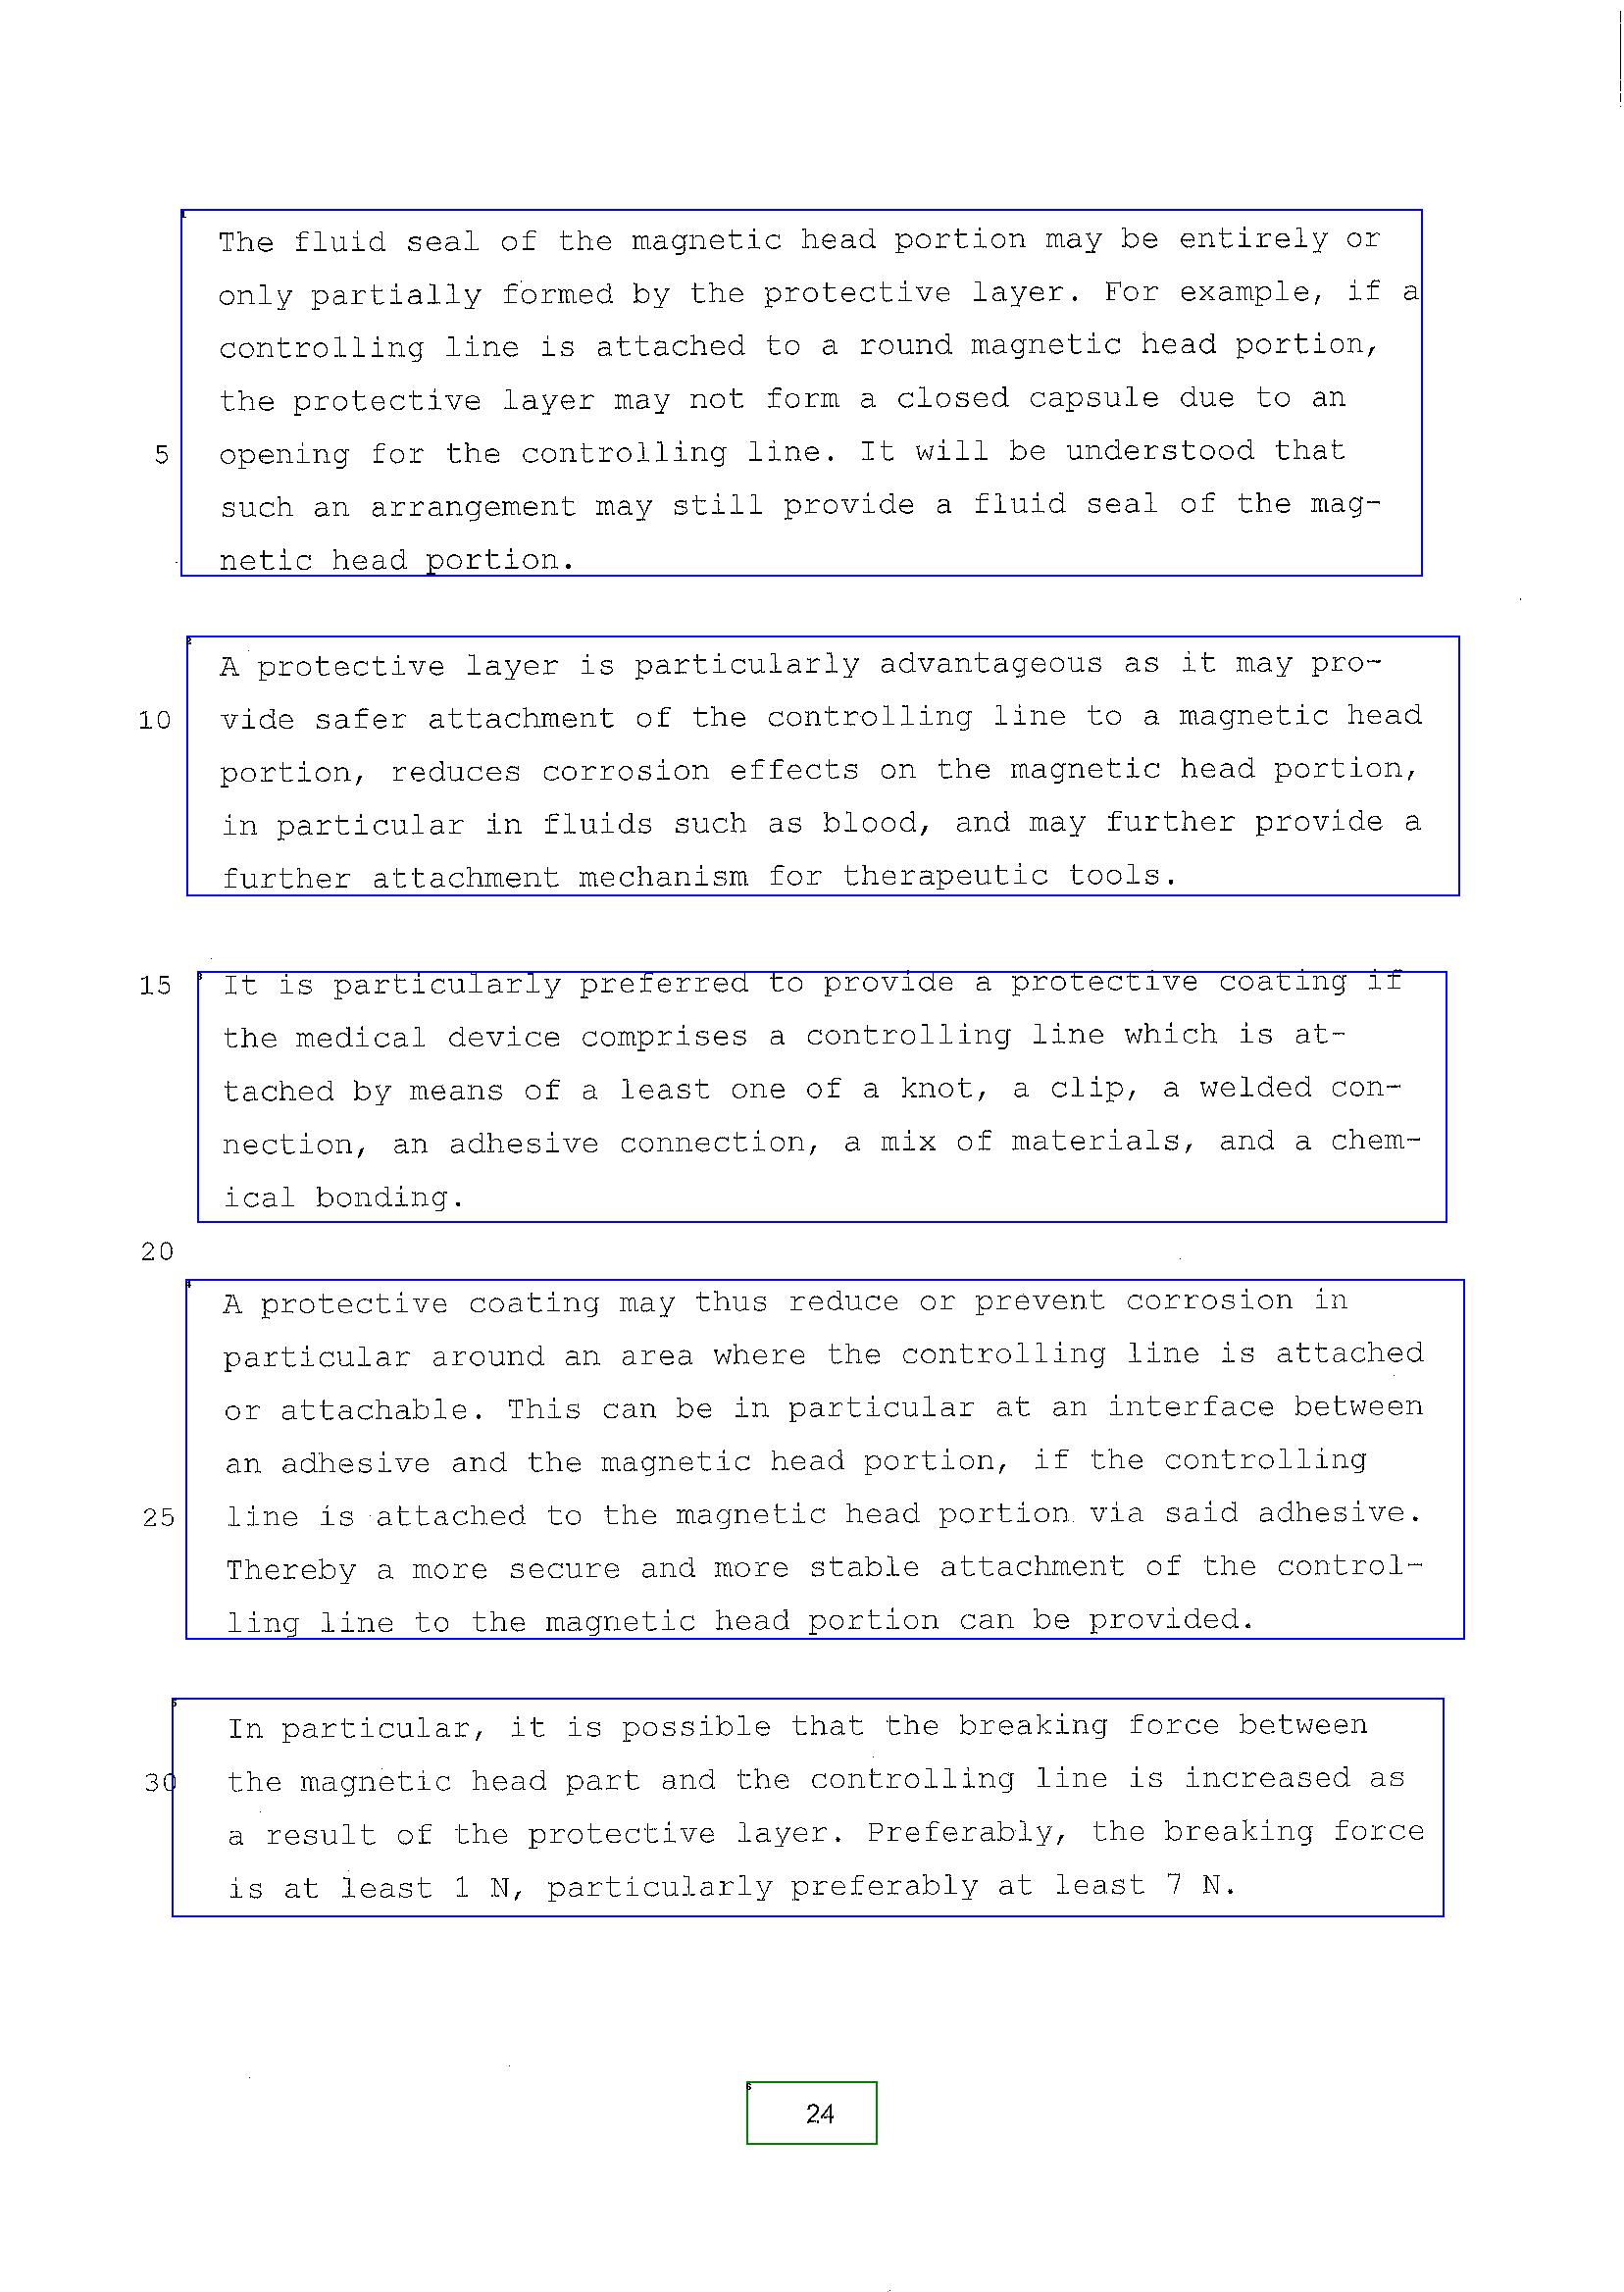 The fluid seal of the magnetic head portion may be entirely or
only partially formed by the protective layer. For example, if a
controlling line is attached to a round magnetic head portion,
the protective layer may not form a closed capsule due to an
5 opening for the controlling line. It will be understood that
such an arrangement may still provide a fluid seal of the mag-
netic head portion.
A protective layer is particularly advantageous as it may pro-
10 vide safer attachment of the controlling line to a magnetic head
portion, reduces corrosion effects on the magnetic head portion,
in particular in fluids such as blood, and may further provide a
further attachment mechanism for therapeutic tools.
15 It is particularly preferred to provide a protective coating if
the medical device comprises a controlling line which is at-
tached by means of a least one of a knot, a clip, a welded con-
nection, an adhesive connection, a mix of materials, and a chem-
ical bonding.
20
A protective coating may thus reduce or prevent corrosion in
particular around an area where the controlling line is attached
or attachable. This can be in particular at an interface between
an adhesive and the magnetic head portion, if the controlling
25 line is attached to the magnetic head portion via said adhesive.
Thereby a more secure and more stable attachment of the control-
ling line to the magnetic head portion can be provided.
In particular, it is possible that the breaking force between
30 the magnetic head part and the controlling line is increased as
a result of the protective layer. Preferably, the breaking force
is at least 1 N, particularly preferably at least 7 N.
24